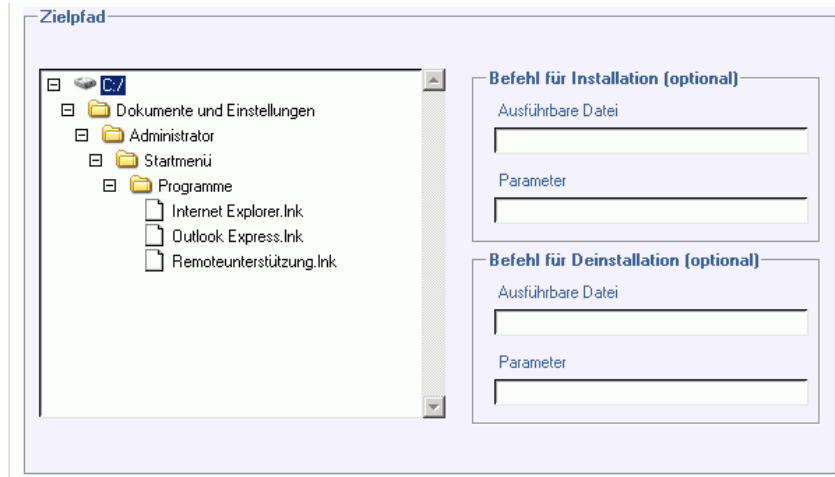 Zielpfad
C:/
Dokumente und Einstellungen
Administrator
Startmenü
Programme
Internet Explorer.lnk
Outlook Express.lnk
Remoteunterstützung.lnk
Befehl für Installation (optional)
Ausführbare Datei
Parameter
Befehl für Deinstallation (optional)
Ausführbare Datei
Parameter